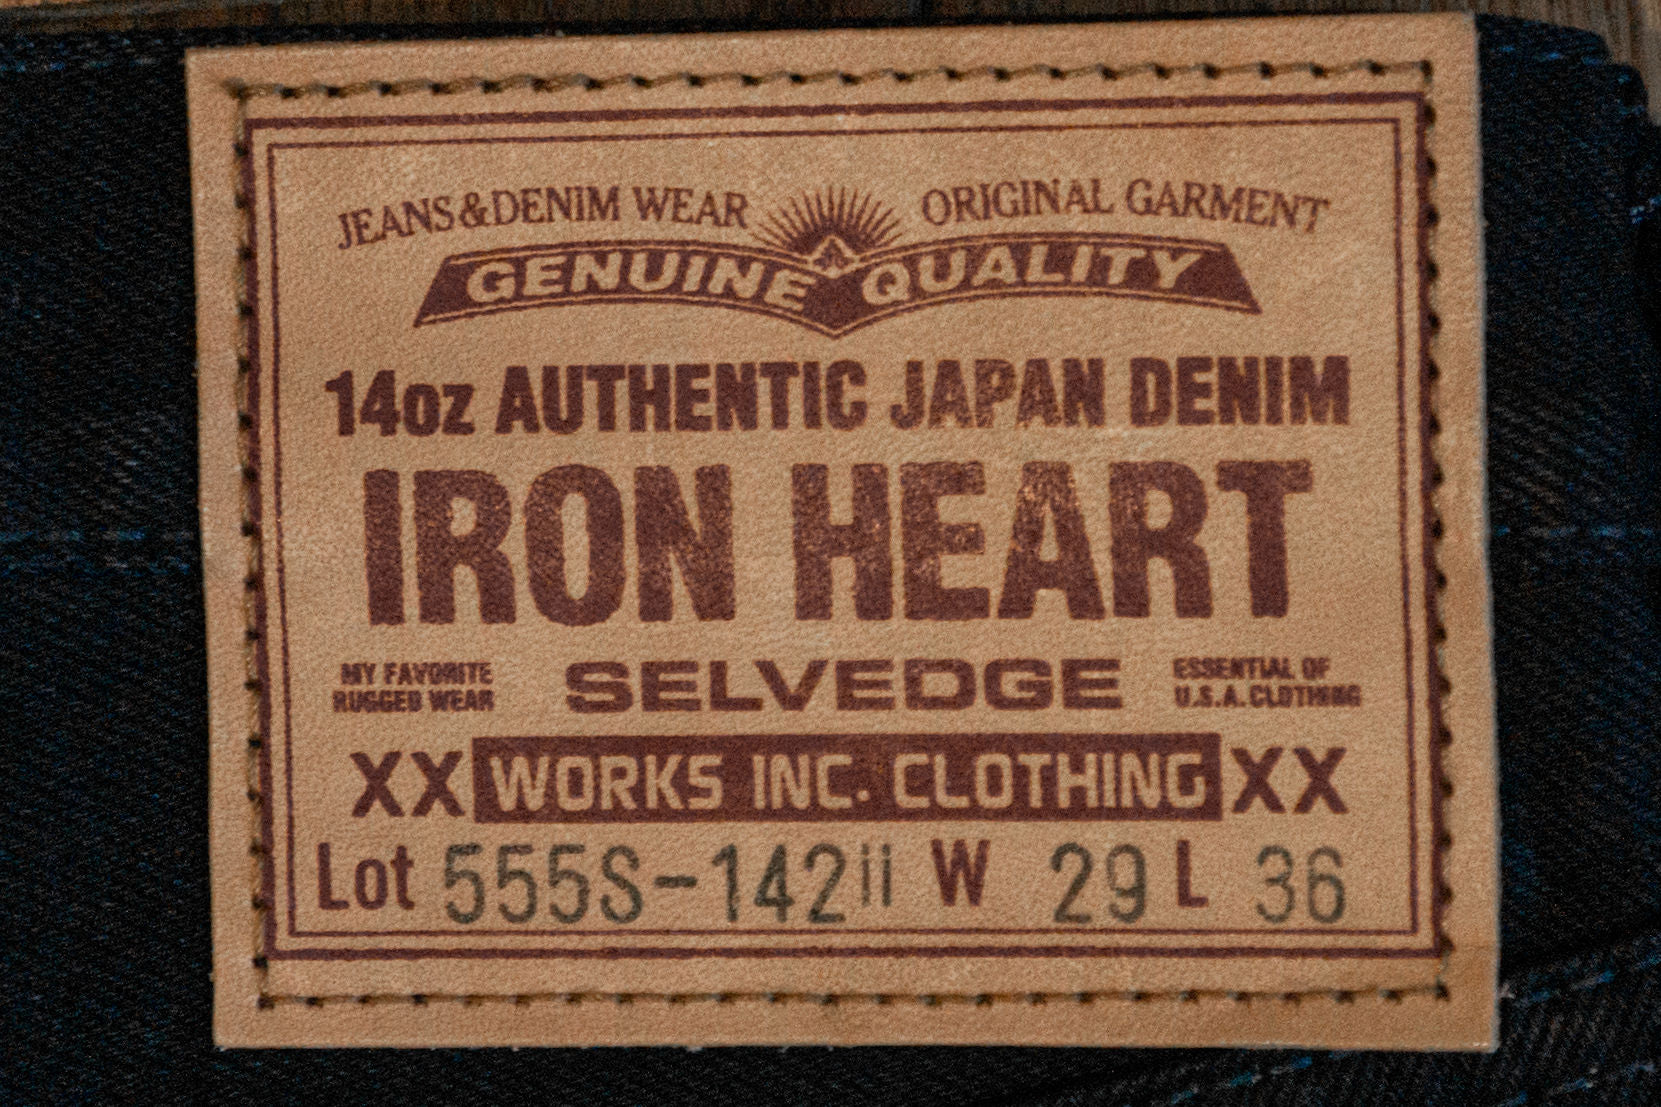 JEANS & DENIM WEAR ORIGINAL GARMENT
GENUINE QUALITY
14oz AUTHENTIC JAPAN DENIM
IRON HEART
MY FAVORITE
RUGGED WEAR
SELVEDGE
ESSENTIAL OF
U.S.A. CLOTHING
XX WORKS INC. CLOTHING XX
Lot 555S-142ii W 29 L 36